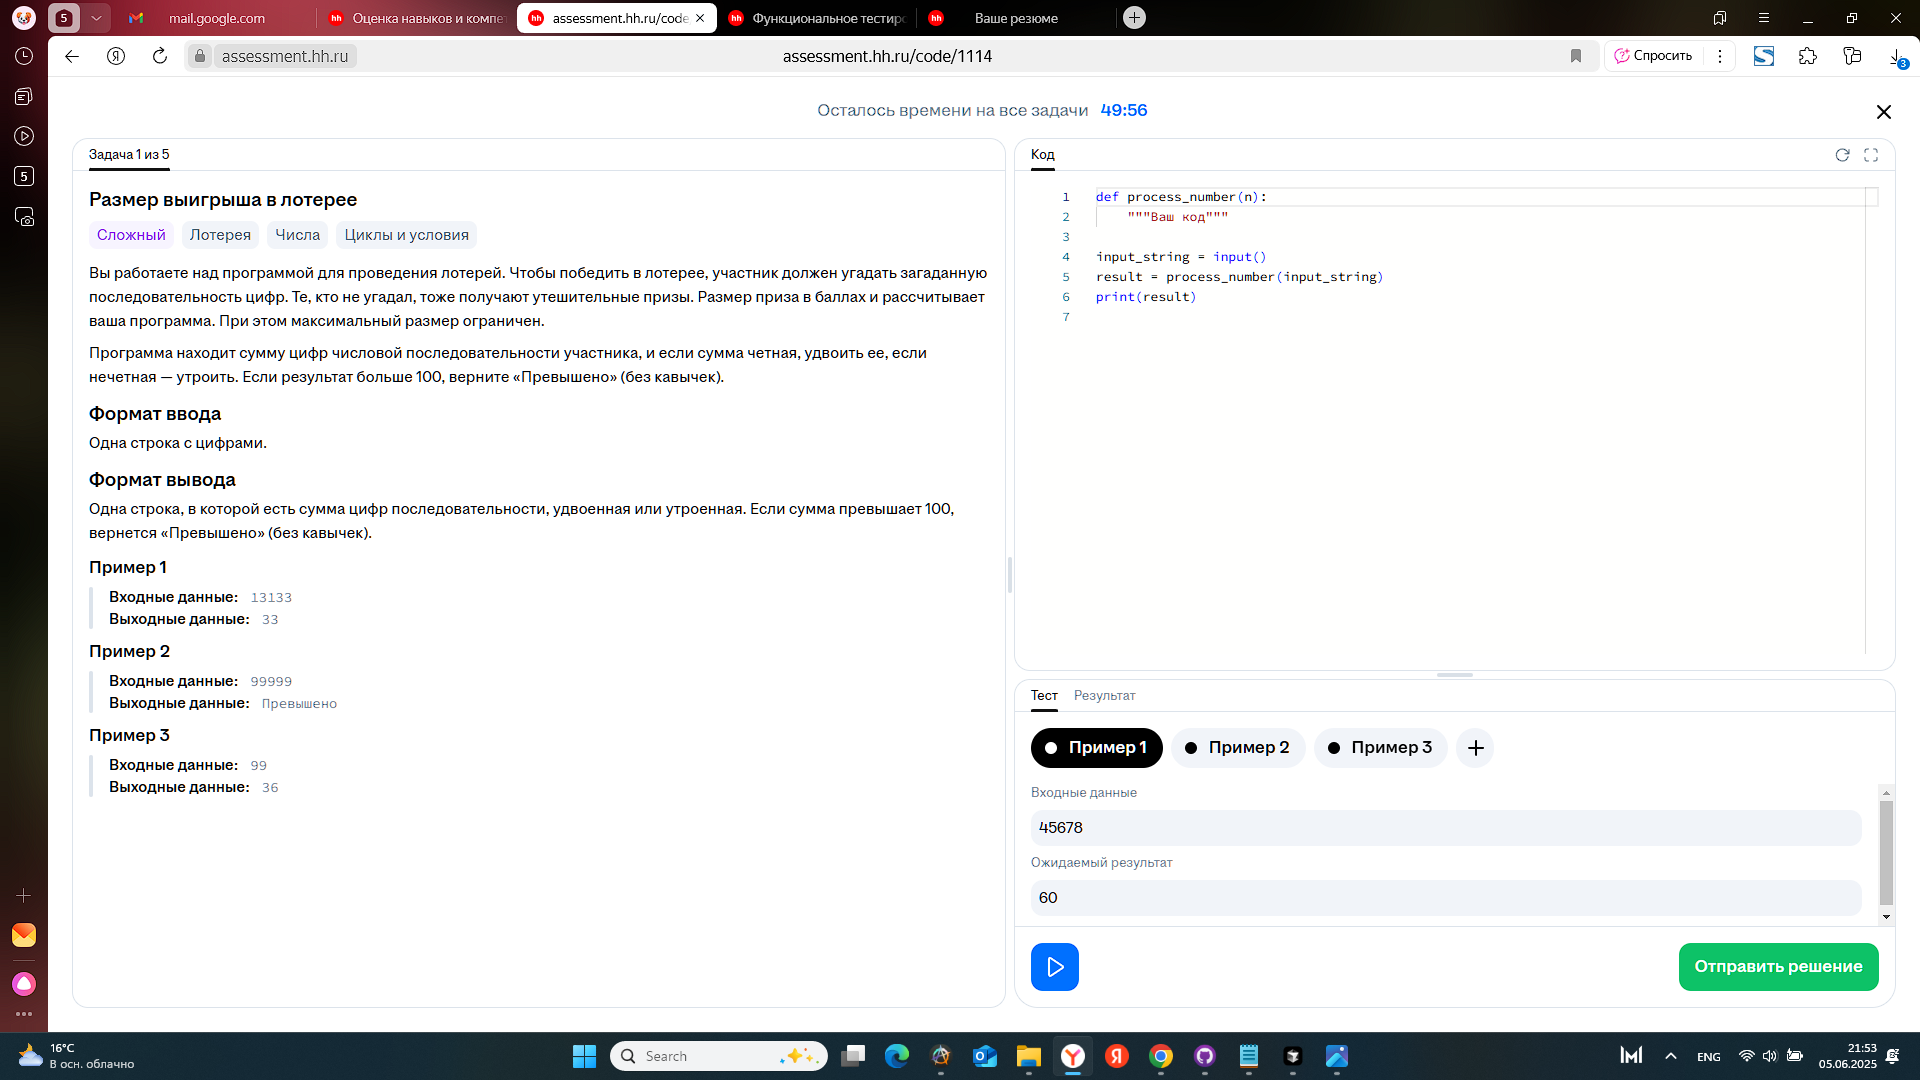 5
mail.google.com
Оценка навыков и компет
assessment.hh.ru/code
Функциональное тестиро
Ваше резюме
assessment.hh.ru
assessment.hh.ru/code/1114
Спросить
3
5
Осталось времени на все задачи 49:56
Задача 1 из 5
Размер выигрыша в лотерее
Сложный Лотерея Числа Циклы и условия
Вы работаете над программой для проведения лотерей. Чтобы победить в лотерее, участник должен угадать загаданную
последовательность цифр. Те, кто не угадал, тоже получают утешительные призы. Размер приза в баллах и рассчитывает
ваша программа. При этом максимальный размер ограничен.
Программа находит сумму цифр числовой последовательности участника, и если сумма четная, удвоить ее, если
нечетная — утроить. Если результат больше 100, верните «Превышено» (без кавычек).
Формат ввода
Одна строка с цифрами.
Формат вывода
Одна строка, в которой есть сумма цифр последовательности, удвоенная или утроенная. Если сумма превышает 100,
вернется «Превышено» (без кавычек).
Пример 1
Входные данные: 13133
Выходные данные: 33
Пример 2
Входные данные: 99999
Выходные данные: Превышено
Пример 3
Входные данные: 99
Выходные данные: 36
Код
1 def process_number(n):
2 """Ваш код"""
3
4 input_string = input()
5 result = process_number(input_string)
6 print(result)
7
Тест Результат
Пример 1 Пример 2 Пример 3
Входные данные
45678
Ожидаемый результат
60
Отправить решение
16°C
В осн. облачно
Search
ENG
21:53
05.06.2025